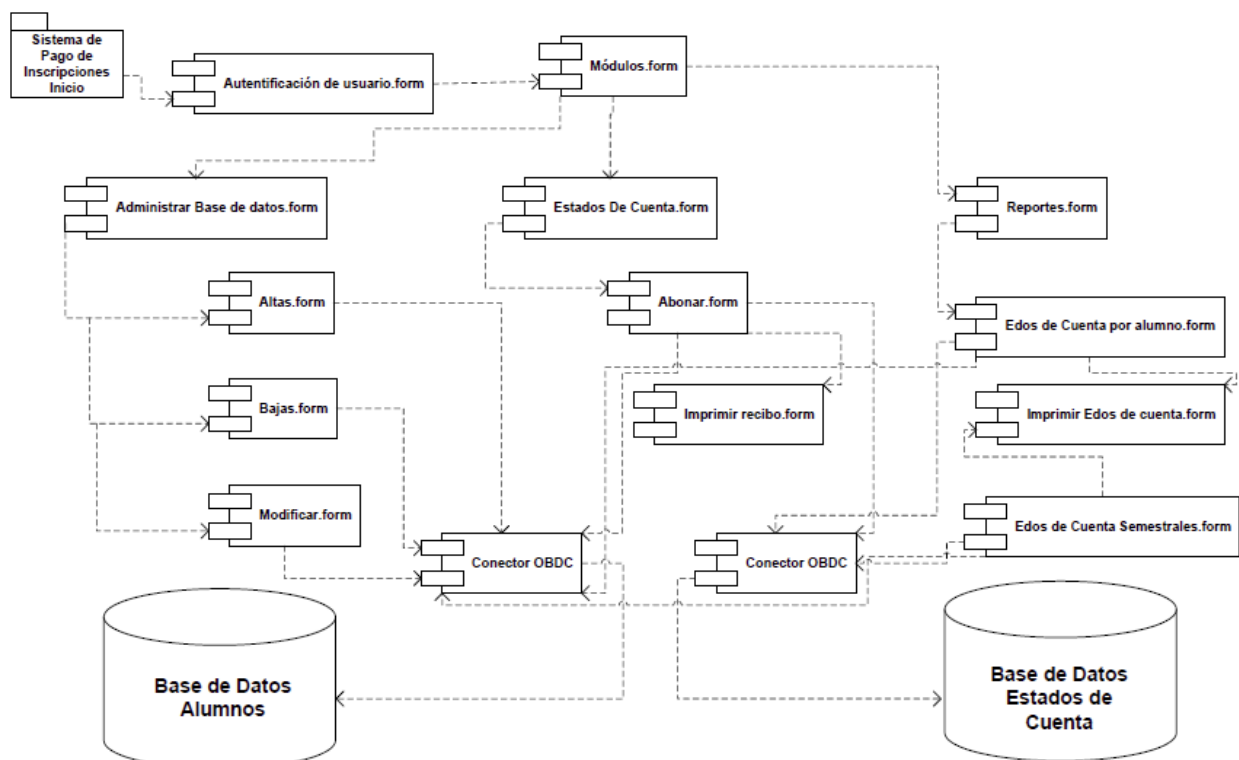 Sistema de
Pago de
Inscripciones
Inicio
Autentificación de usuario.form
Módulos.form
Administrar Base de datos.form
Estados De Cuenta.form
Reportes.form
Altas.form
Abonar.form
Edos de Cuenta por alumno.form
Bajas.form
Imprimir recibo.form
Imprimir Edos de cuenta.form
Modificar.form
Edos de Cuenta Semestrales.form
Conector OBDC
Conector OBDC
Base de Datos
Alumnos
Base de Datos
Estados de
Cuenta